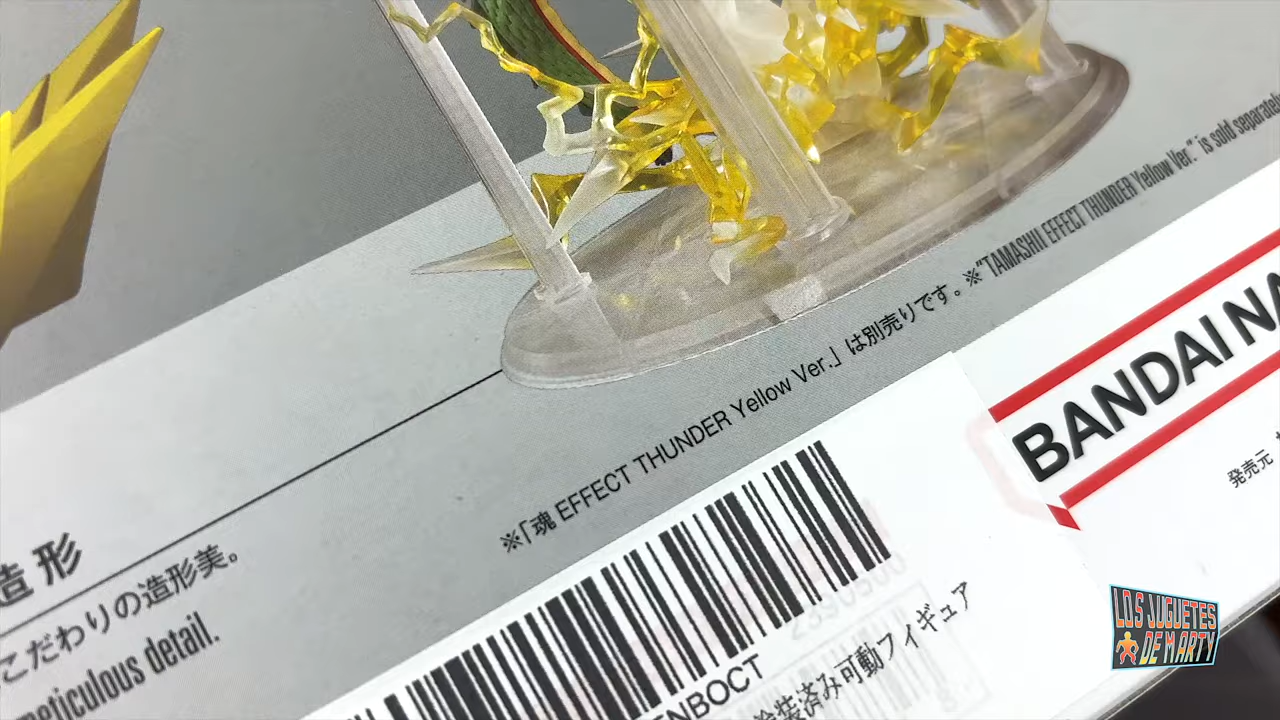 造形
こだわりの造形美。
meticulous detail.
※「魂 EFFECT THUNDER Yellow Ver.」は別売りです。※"TAMASHII EFFECT THUNDER Yellow Ver." is sold separately
BANDAI NA
発売元
ENBOCT
塗装済み可動フィギュア
LOS JUGUETES
DE MARTY